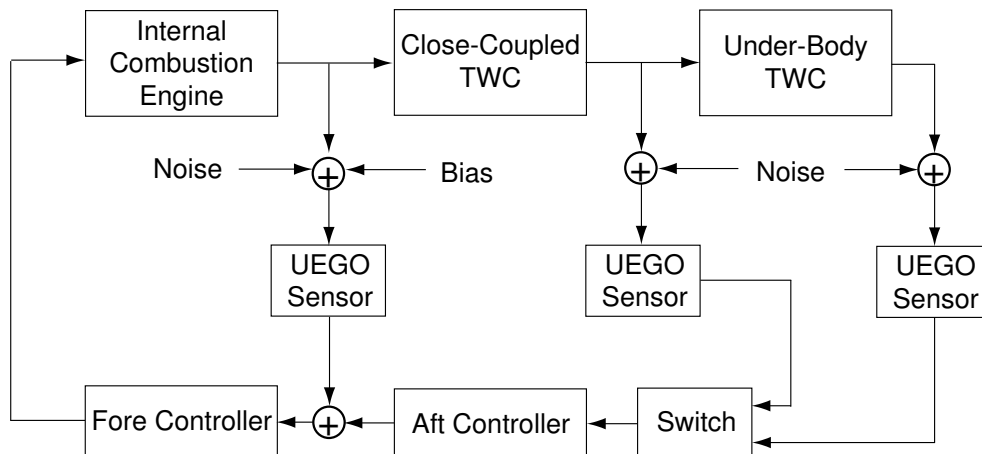 Internal
Combustion
Engine
Close-Coupled
TWC
Under-Body
TWC
Noise
+
Bias
+
Noise
+
UEGO
Sensor
UEGO
Sensor
UEGO
Sensor
Fore Controller
+
Aft Controller
Switch